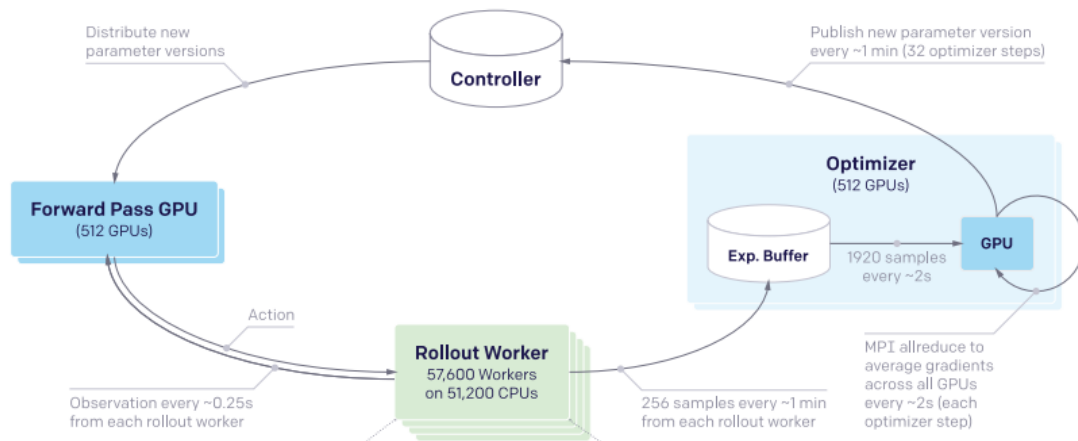 Distribute new
parameter versions
Controller
Publish new parameter version
every ~1 min (32 optimizer steps)
Optimizer
(512 GPUs)
Forward Pass GPU
(512 GPUs)
Exp. Buffer
GPU
1920 samples
every ~2s
Action
Rollout Worker
57,600 Workers
on 51,200 CPUs
Observation every ~0.25s
from each rollout worker
256 samples every ~1 min
from each rollout worker
MPI allreduce to
average gradients
across all GPUs
every ~2s (each
optimizer step)